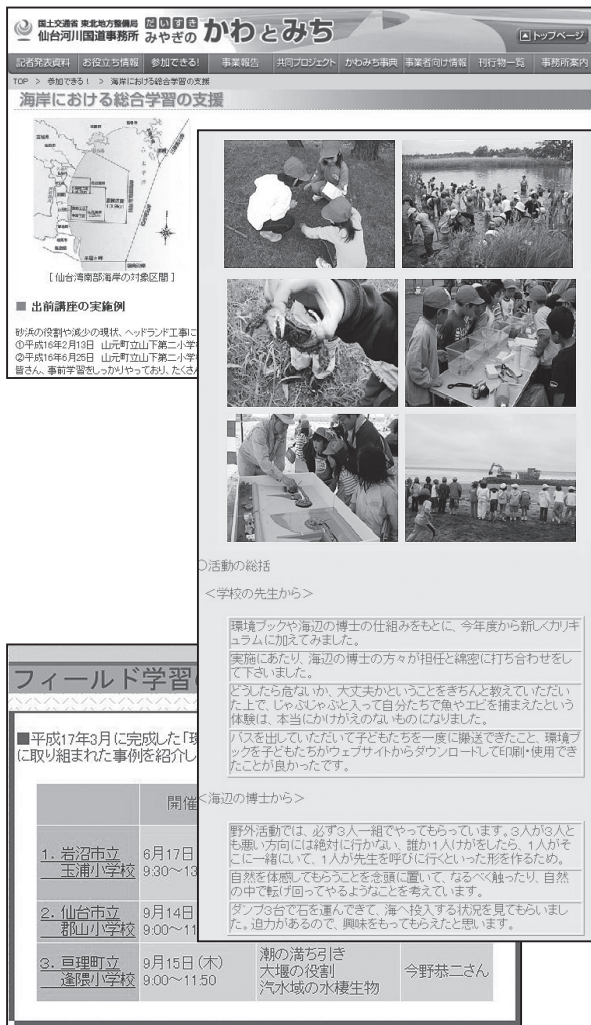 国土交通省 東北地方整備局
仙台河川国道事務所
だいすき
みやぎの
かわとみち
トップページ
記者発表資料 お役立ち情報 参加できる! 事業報告 共同プロジェクト かわみち事典 事業者向け情報 刊行物一覧 事務所案内
TOP > 参加できる! > 海岸における総合学習の支援
海岸における総合学習の支援
[仙台湾南部海岸の対象区間]
■ 出前講座の実施例
砂浜の役割や減少の現状、ヘッドランド工事に
①平成16年2月13日 山元町立山下第二小学
②平成16年6月25日 山元町立山下第二小学
皆さん、事前学習をしっかりやっており、たくさ
○活動の総括
<学校の先生から>
環境ブックや海辺の博士の仕組みをもとに、今年度から新しくカリキ
ュラムに加えてみました。
実施にあたり、海辺の博士の方々が担任と綿密に打ち合わせをし
て下さいました。
どうしたら危ないか、大丈夫かということをきちんと教えていただい
た上で、じゃぶじゃぶと入って自分たちで魚やエビを捕まえたという
体験は、本当にかけがえのないものになりました。
バスを出していただいて子どもたちを一度に搬送できたこと、環境ブ
ックを子どもたちがウェブサイトからダウンロードして印刷・使用でき
たことが良かったです。
<海辺の博士から>
野外活動では、必ず3人一組でやってもらっています。3人が3人と
も悪い方向には絶対に行かない、誰か1人けがをしたら、1人がそ
こに一緒にいて、1人が先生を呼びに行くといった形を作るため。
自然を体感してもらうことを念頭に置いて、なるべく触ったり、自然
の中で転げ回ってやるようなことを考えています。
ダンプ3台で石を運んできて、海へ投入する状況を見てもらいまし
た。迫力があるので、興味をもってもらえたと思います。
フィールド学習
■平成17年3月に完成した「環
に取り組まれた事例を紹介し
開催
1. 岩沼市立
玉浦小学校
6月17日
9:30～13
2. 仙台市立
郡山小学校
9月14日
9:00～11
3. 亘理町立
逢隈小学校
9月15日(木)
9:00～11:50
潮の満ち引き
大堰の役割
汽水域の水棲生物
今野恭二さん